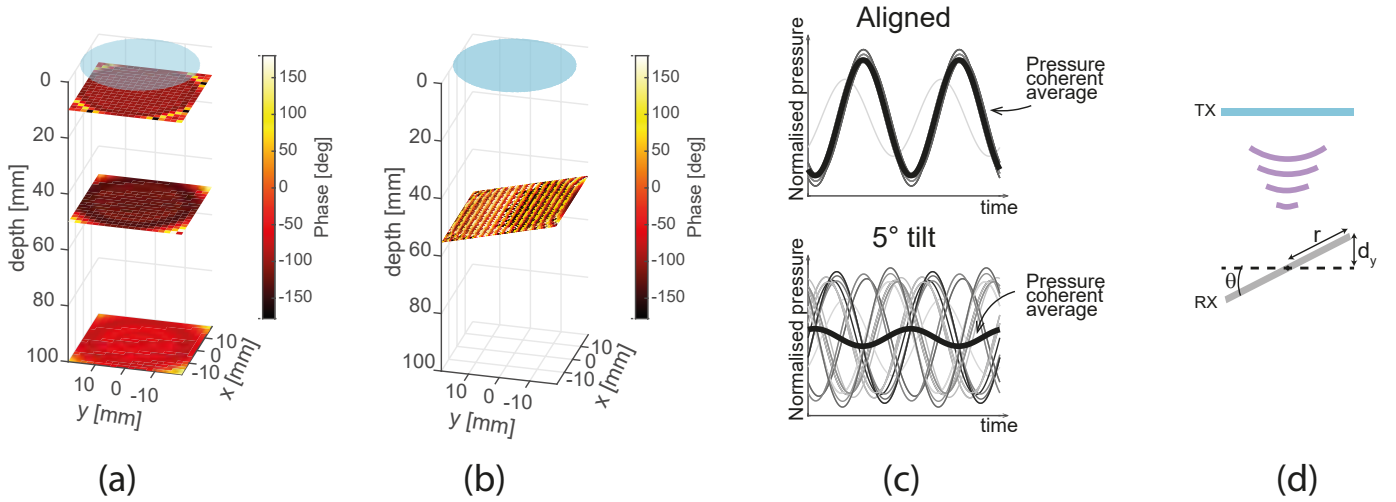 0
20
40
60
80
100
depth [mm]
10
0
-10
y [mm]
10
0
-10
x [mm]
150
100
50
0
-50
-100
-150
Phase [deg]
(a)
0
20
40
60
80
100
depth [mm]
10
0
-10
y [mm]
10
0
-10
x [mm]
150
100
50
0
-50
-100
-150
Phase [deg]
(b)
Aligned
Normalised pressure
Pressure
coherent
average
time
5° tilt
Normalised pressure
Pressure
coherent
average
time
(c)
TX
r
dy
θ
RX
(d)